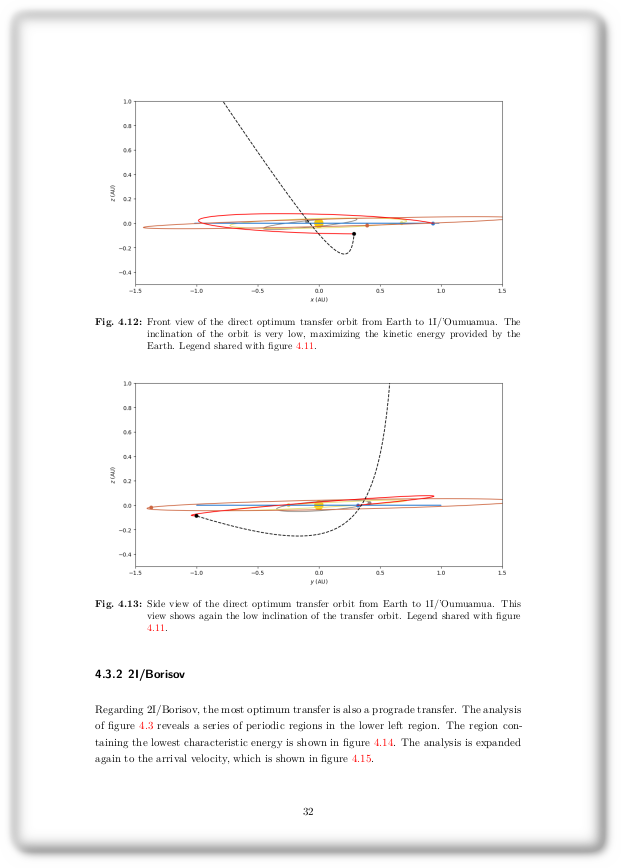 1.0
0.8
0.6
0.4
0.2
0.0
−0.2
−0.4
z (AU)
−1.5 −1.0 −0.5 0.0 0.5 1.0 1.5
x (AU)
Fig. 4.12: Front view of the direct optimum transfer orbit from Earth to 1I/'Oumuamua. The
inclination of the orbit is very low, maximizing the kinetic energy provided by the
Earth. Legend shared with figure 4.11.
1.0
0.8
0.6
0.4
0.2
0.0
−0.2
−0.4
z (AU)
−1.5 −1.0 −0.5 0.0 0.5 1.0 1.5
y (AU)
Fig. 4.13: Side view of the direct optimum transfer orbit from Earth to 1I/'Oumuamua. This
view shows again the low inclination of the transfer orbit. Legend shared with figure
4.11.
4.3.2 2I/Borisov
Regarding 2I/Borisov, the most optimum transfer is also a prograde transfer. The analysis
of figure 4.3 reveals a series of periodic regions in the lower left region. The region con-
taining the lowest characteristic energy is shown in figure 4.14. The analysis is expanded
again to the arrival velocity, which is shown in figure 4.15.
32